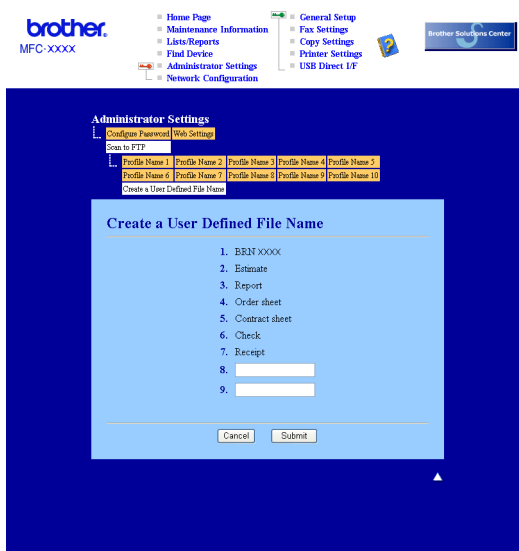 brother.
MFC-XXXX
Home Page
Maintenance Information
Lists/Reports
Find Device
Administrator Settings
Network Configuration
General Setup
Fax Settings
Copy Settings
Printer Settings
USB Direct I/F
Brother Solutions Center
Administrator Settings
Configure Password Web Settings
Scan to FTP
Profile Name 1 Profile Name 2 Profile Name 3 Profile Name 4 Profile Name 5
Profile Name 6 Profile Name 7 Profile Name 8 Profile Name 9 Profile Name 10
Create a User Defined File Name
Create a User Defined File Name
1. BRN XXXX
2. Estimate
3. Report
4. Order sheet
5. Contract sheet
6. Check
7. Receipt
8.
9.
Cancel Submit